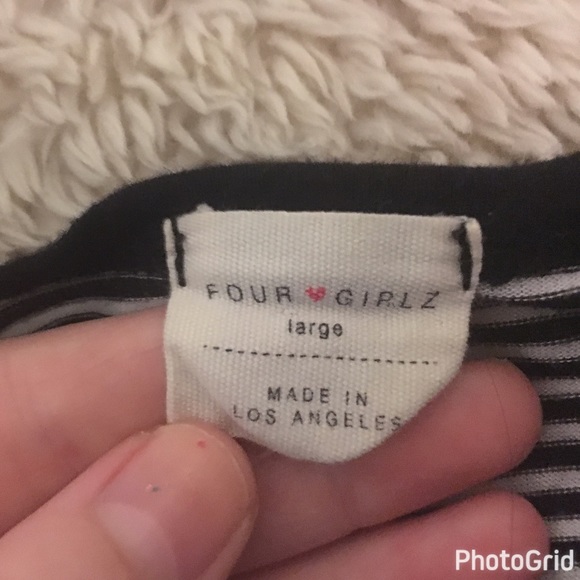 FOUR ♥ GIRLZ
large
MADE IN
LOS ANGELES
PhotoGrid